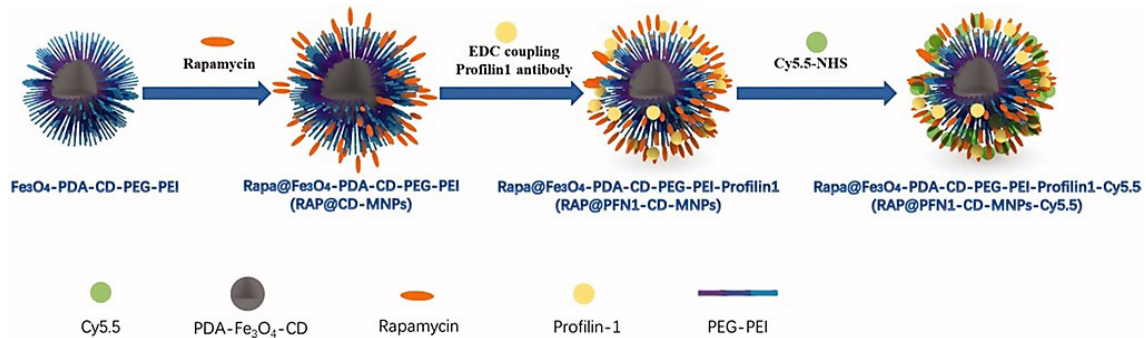 Rapamycin
EDC coupling
Profilin1 antibody
Cy5.5-NHS
Fe₃O₄-PDA-CD-PEG-PEI
Rapa@Fe₃O₄-PDA-CD-PEG-PEI
(RAP@CD-MNPs)
Rapa@Fe₃O₄-PDA-CD-PEG-PEI-Profilin1
(RAP@PFN1-CD-MNPs)
Rapa@Fe₃O₄-PDA-CD-PEG-PEI-Profilin1-Cy5.5
(RAP@PFN1-CD-MNPs-Cy5.5)
Cy5.5
PDA-Fe₃O₄-CD
Rapamycin
Profilin-1
PEG-PEI